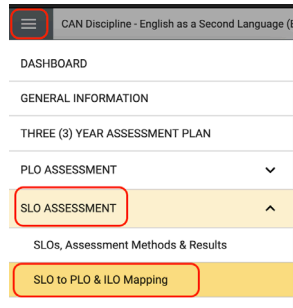 CAN Discipline - English as a Second Language (
DASHBOARD
GENERAL INFORMATION
THREE (3) YEAR ASSESSMENT PLAN
PLO ASSESSMENT
SLO ASSESSMENT
SLOs, Assessment Methods & Results
SLO to PLO & ILO Mapping